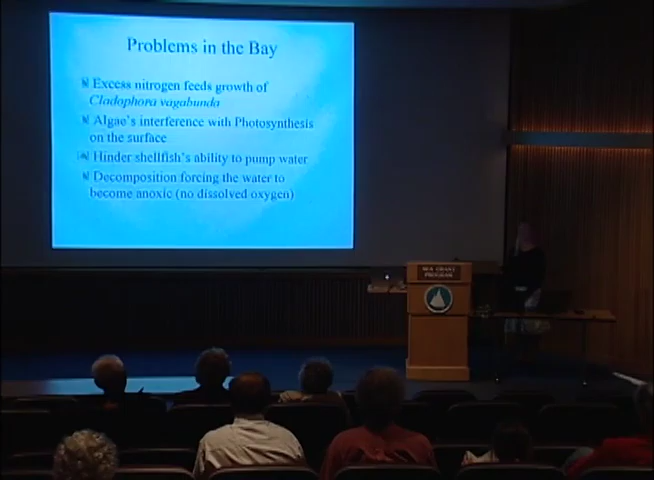 Problems in the Bay
Excess nitrogen feeds growth of
Cladophora vagabunda
Algae's interference with Photosynthesis
on the surface
Hinder shellfish's ability to pump water
Decomposition forcing the water to
become anoxic (no dissolved oxygen)
SEA GRANT
PROGRAM